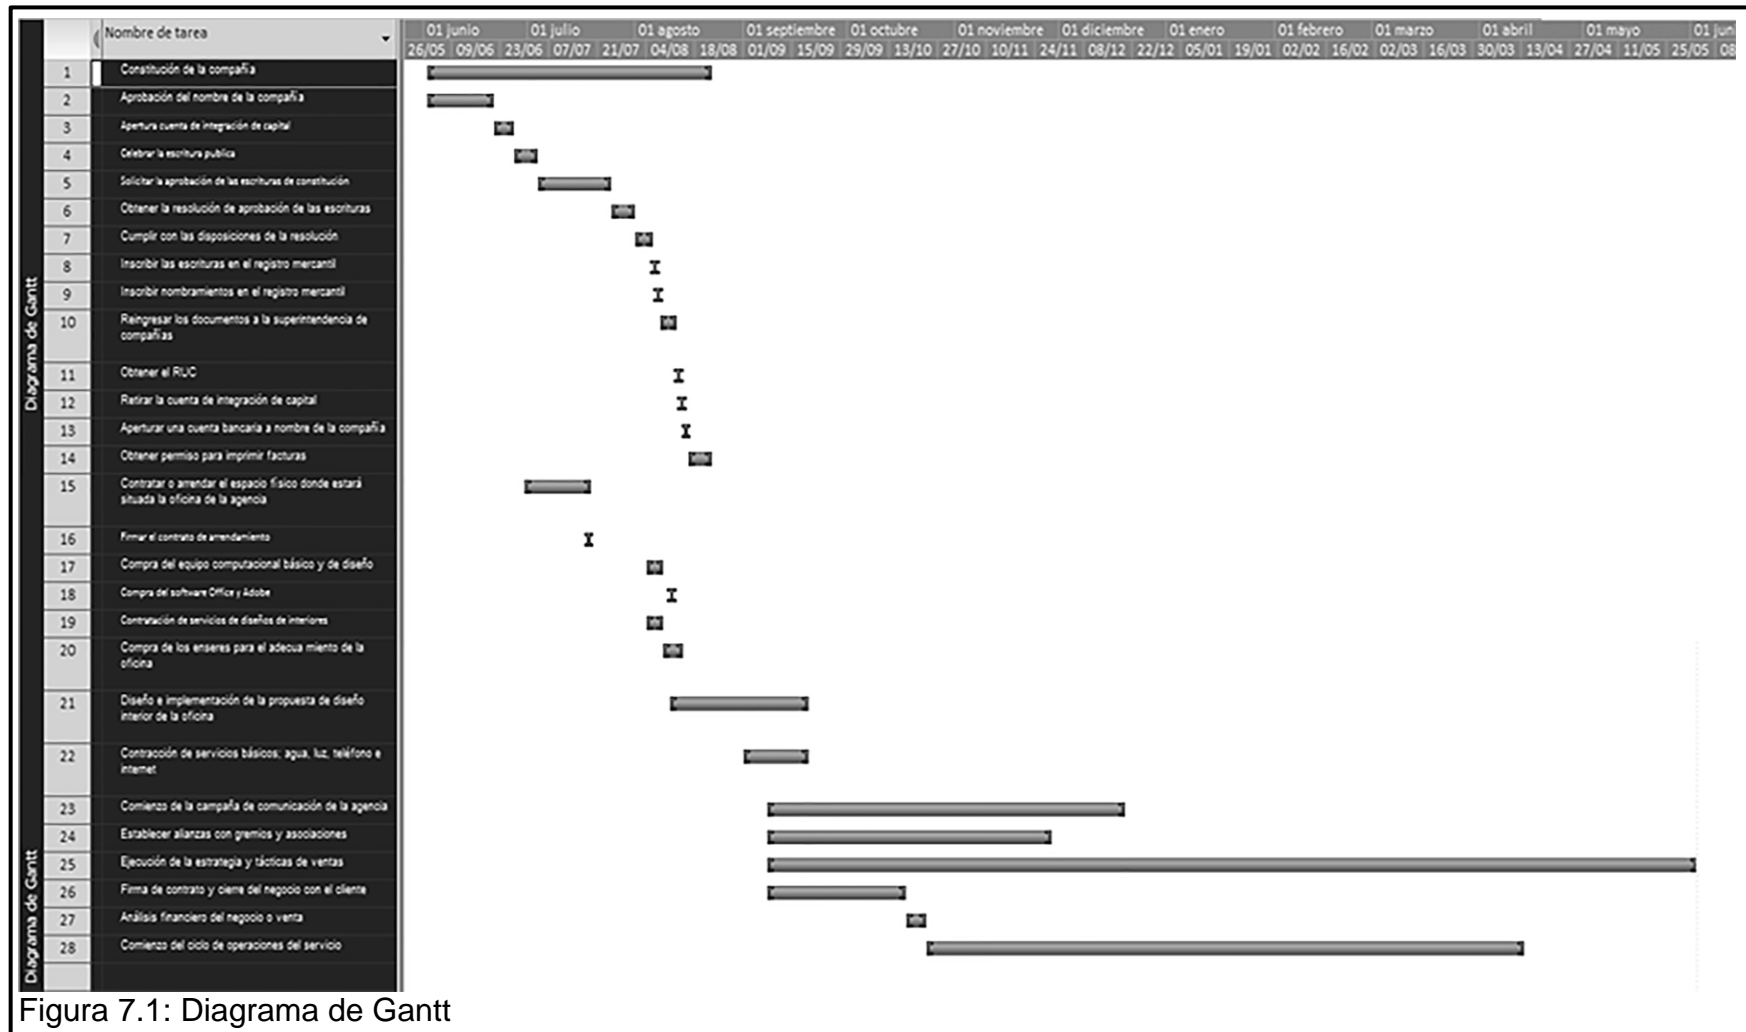 Nombre de tarea
01 junio 01 julio 01 agosto 01 septiembre 01 octubre 01 noviembre 01 diciembre 01 enero 01 febrero 01 marzo 01 abril 01 mayo 01 jun
26/05 09/06 23/06 07/07 21/07 04/08 18/08 01/09 15/09 29/09 13/10 27/10 10/11 24/11 08/12 22/12 05/01 19/01 02/02 16/02 02/03 16/03 30/03 13/04 27/04 11/05 25/05 08
1 Constitución de la compañia
2 Aprobación del nombre de la compañia
3 Apertura cuenta de integración de capital
4 Celebrar la escritura publica
5 Solicitar la aprobación de las escrituras de constitución
6 Obtener la resolución de aprobación de las escrituras
7 Cumplir con las disposiciones de la resolución
8 Inscribir las escrituras en el registro mercantil
9 Inscribir nombramientos en el registro mercantil
10 Reingresar los documentos a la superintendencia de
compañias
11 Obtener el RUC
12 Retirar la cuenta de integración de capital
13 Aperturar una cuenta bancaria a nombre de la compañia
14 Obtener permiso para imprimir facturas
15 Contratar o arrendar el espacio físico donde estará
situada la oficina de la agencia
16 Firmar el contrato de arrendamiento
17 Compra del equipo computacional básico y de diseño
18 Compra del software Office y Adobe
19 Contratación de servicios de diseños de interiores
20 Compra de los enseres para el adecua miento de la
oficina
21 Diseño e implementación de la propuesta de diseño
interior de la oficina
22 Contracción de servicios básicos; agua, luz, teléfono e
internet
23 Comienzo de la campaña de comunicación de la agencia
24 Establecer alianzas con gremios y asociaciones
25 Ejecución de la estrategia y tácticas de ventas
26 Firma de contrato y cierre del negocio con el cliente
27 Análisis financiero del negocio o venta
28 Comienzo del ciclo de operaciones del servicio
Diagrama de Gantt
Diagrama de Gantt
Figura 7.1: Diagrama de Gantt